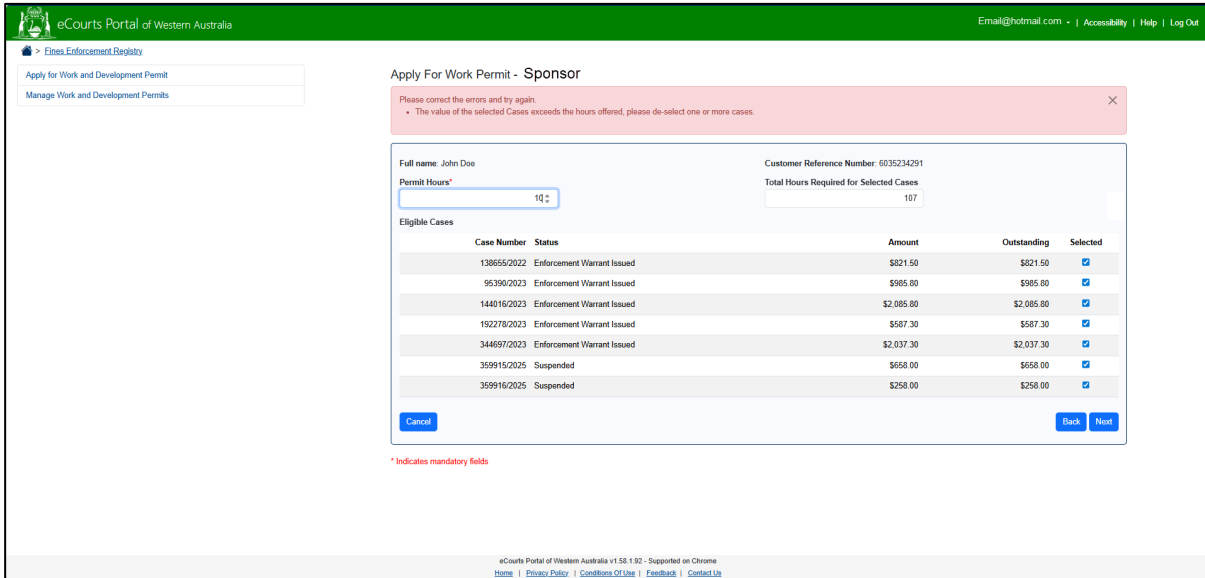 eCourts Portal of Western Australia
Email@hotmail.com | Accessibility | Help | Log Out
> Fines Enforcement Registry
Apply for Work and Development Permit
Manage Work and Development Permits
Apply For Work Permit - Sponsor
Please correct the errors and try again.
• The value of the selected Cases exceeds the hours offered, please de-select one or more cases.
Full name: John Doe Customer Reference Number: 6035234291
Permit Hours* Total Hours Required for Selected Cases
10 107
Eligible Cases
Case Number Status Amount Outstanding Selected
138655/2022 Enforcement Warrant Issued $821.50 $821.50
95390/2023 Enforcement Warrant Issued $985.80 $985.80
144016/2023 Enforcement Warrant Issued $2,085.80 $2,085.80
192278/2023 Enforcement Warrant Issued $587.30 $587.30
344697/2023 Enforcement Warrant Issued $2,037.30 $2,037.30
359915/2025 Suspended $658.00 $658.00
359916/2025 Suspended $258.00 $258.00
Cancel Back Next
* Indicates mandatory fields
eCourts Portal of Western Australia v1.58.1.92 - Supported on Chrome
Home | Privacy Policy | Conditions Of Use | Feedback | Contact Us